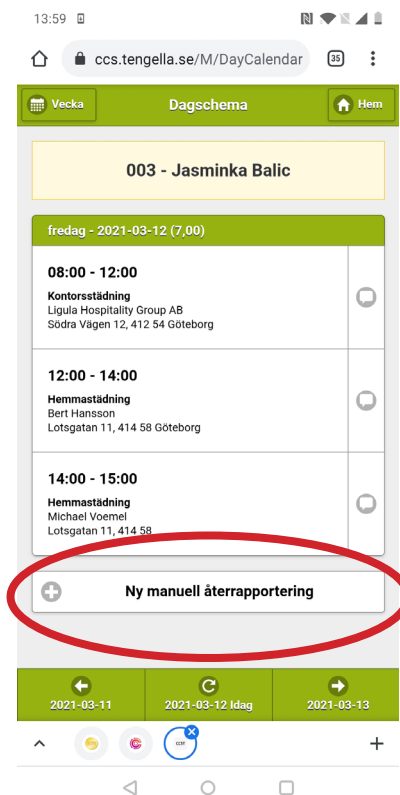 13:59
ccs.tengella.se/M/DayCalendar
35
Vecka
Dagschema
Hem
003 - Jasminka Balic
fredag - 2021-03-12 (7,00)
08:00 - 12:00
Kontorsstädning
Ligula Hospitality Group AB
Södra Vägen 12, 412 54 Göteborg
12:00 - 14:00
Hemmastädning
Bert Hansson
Lotsgatan 11, 414 58 Göteborg
14:00 - 15:00
Hemmastädning
Michael Voemel
Lotsgatan 11, 414 58
Ny manuell återrapportering
2021-03-11
2021-03-12 Idag
2021-03-13